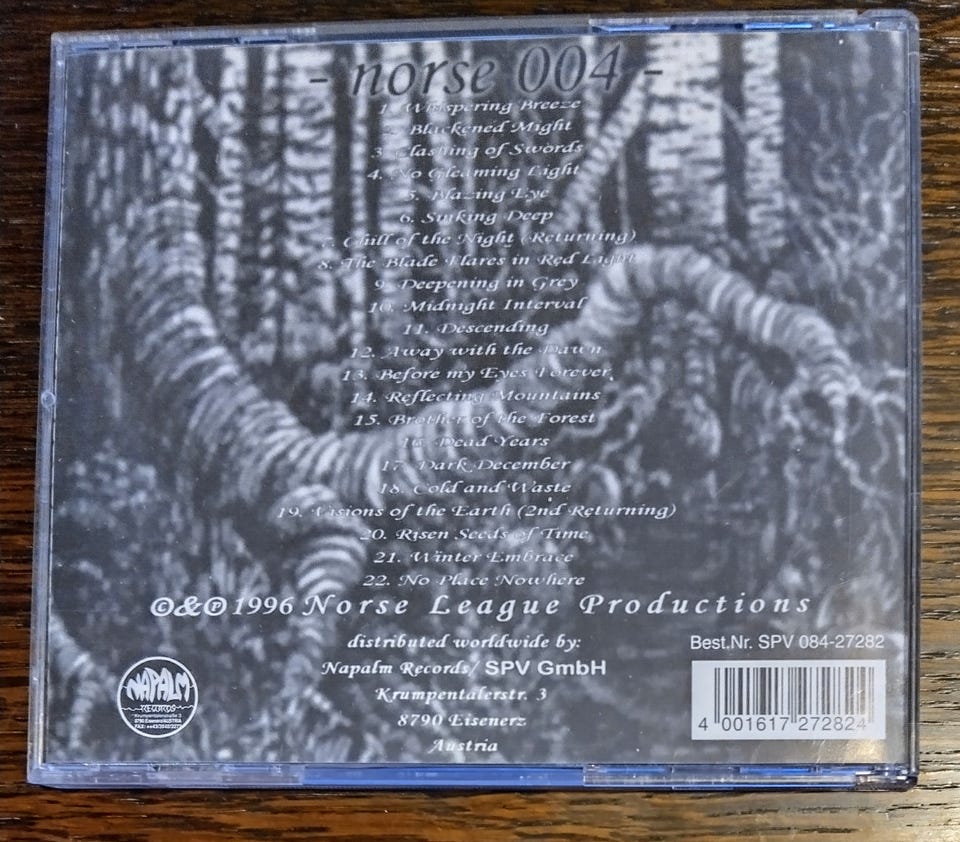 - norse 004 -
1. Whispering Breeze
2. Blackened Might
3. Clashing of Swords
4. No Gleaming Light
5. Blazing Eye
6. Sinking Deep
7. Chill of the Night (Returning)
8. The Blade Flares in Red Light
9. Deepening in Grey
10. Midnight Interval
11. Descending
12. Away with the Dawn
13. Before my Eyes Forever
14. Reflecting Mountains
15. Brother of the Forest
16. Dead Years
17. Dark December
18. Cold and Waste
19. Visions of the Earth (2nd Returning)
20. Risen Seeds of Time
21. Winter Embrace
22. No Place Nowhere
©&℗ 1996 Norse League Productions
distributed worldwide by:
Napalm Records/ SPV GmbH
Krumpentalerstr. 3
8790 Eisenerz
Austria
NAPALM
RECORDS
Krumpentalerstraße 3
8790 Eisenerz/AUSTRIA
Best.Nr. SPV 084-27282
4 001617 272824